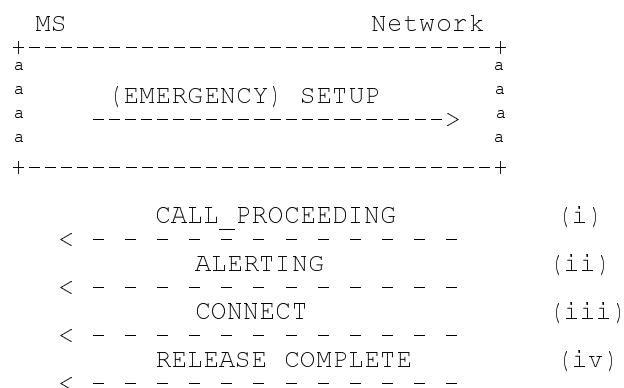 MS Network
+------------------------------+
a a
a a
(EMERGENCY) SETUP
a a
---------------------->
a a
+------------------------------+
CALL_PROCEEDING (i)
< - - - - - - - - - - - -
ALERTING (ii)
< - - - - - - - - - - - -
CONNECT (iii)
< - - - - - - - - - - - -
RELEASE COMPLETE (iv)
< - - - - - - - - - - - -